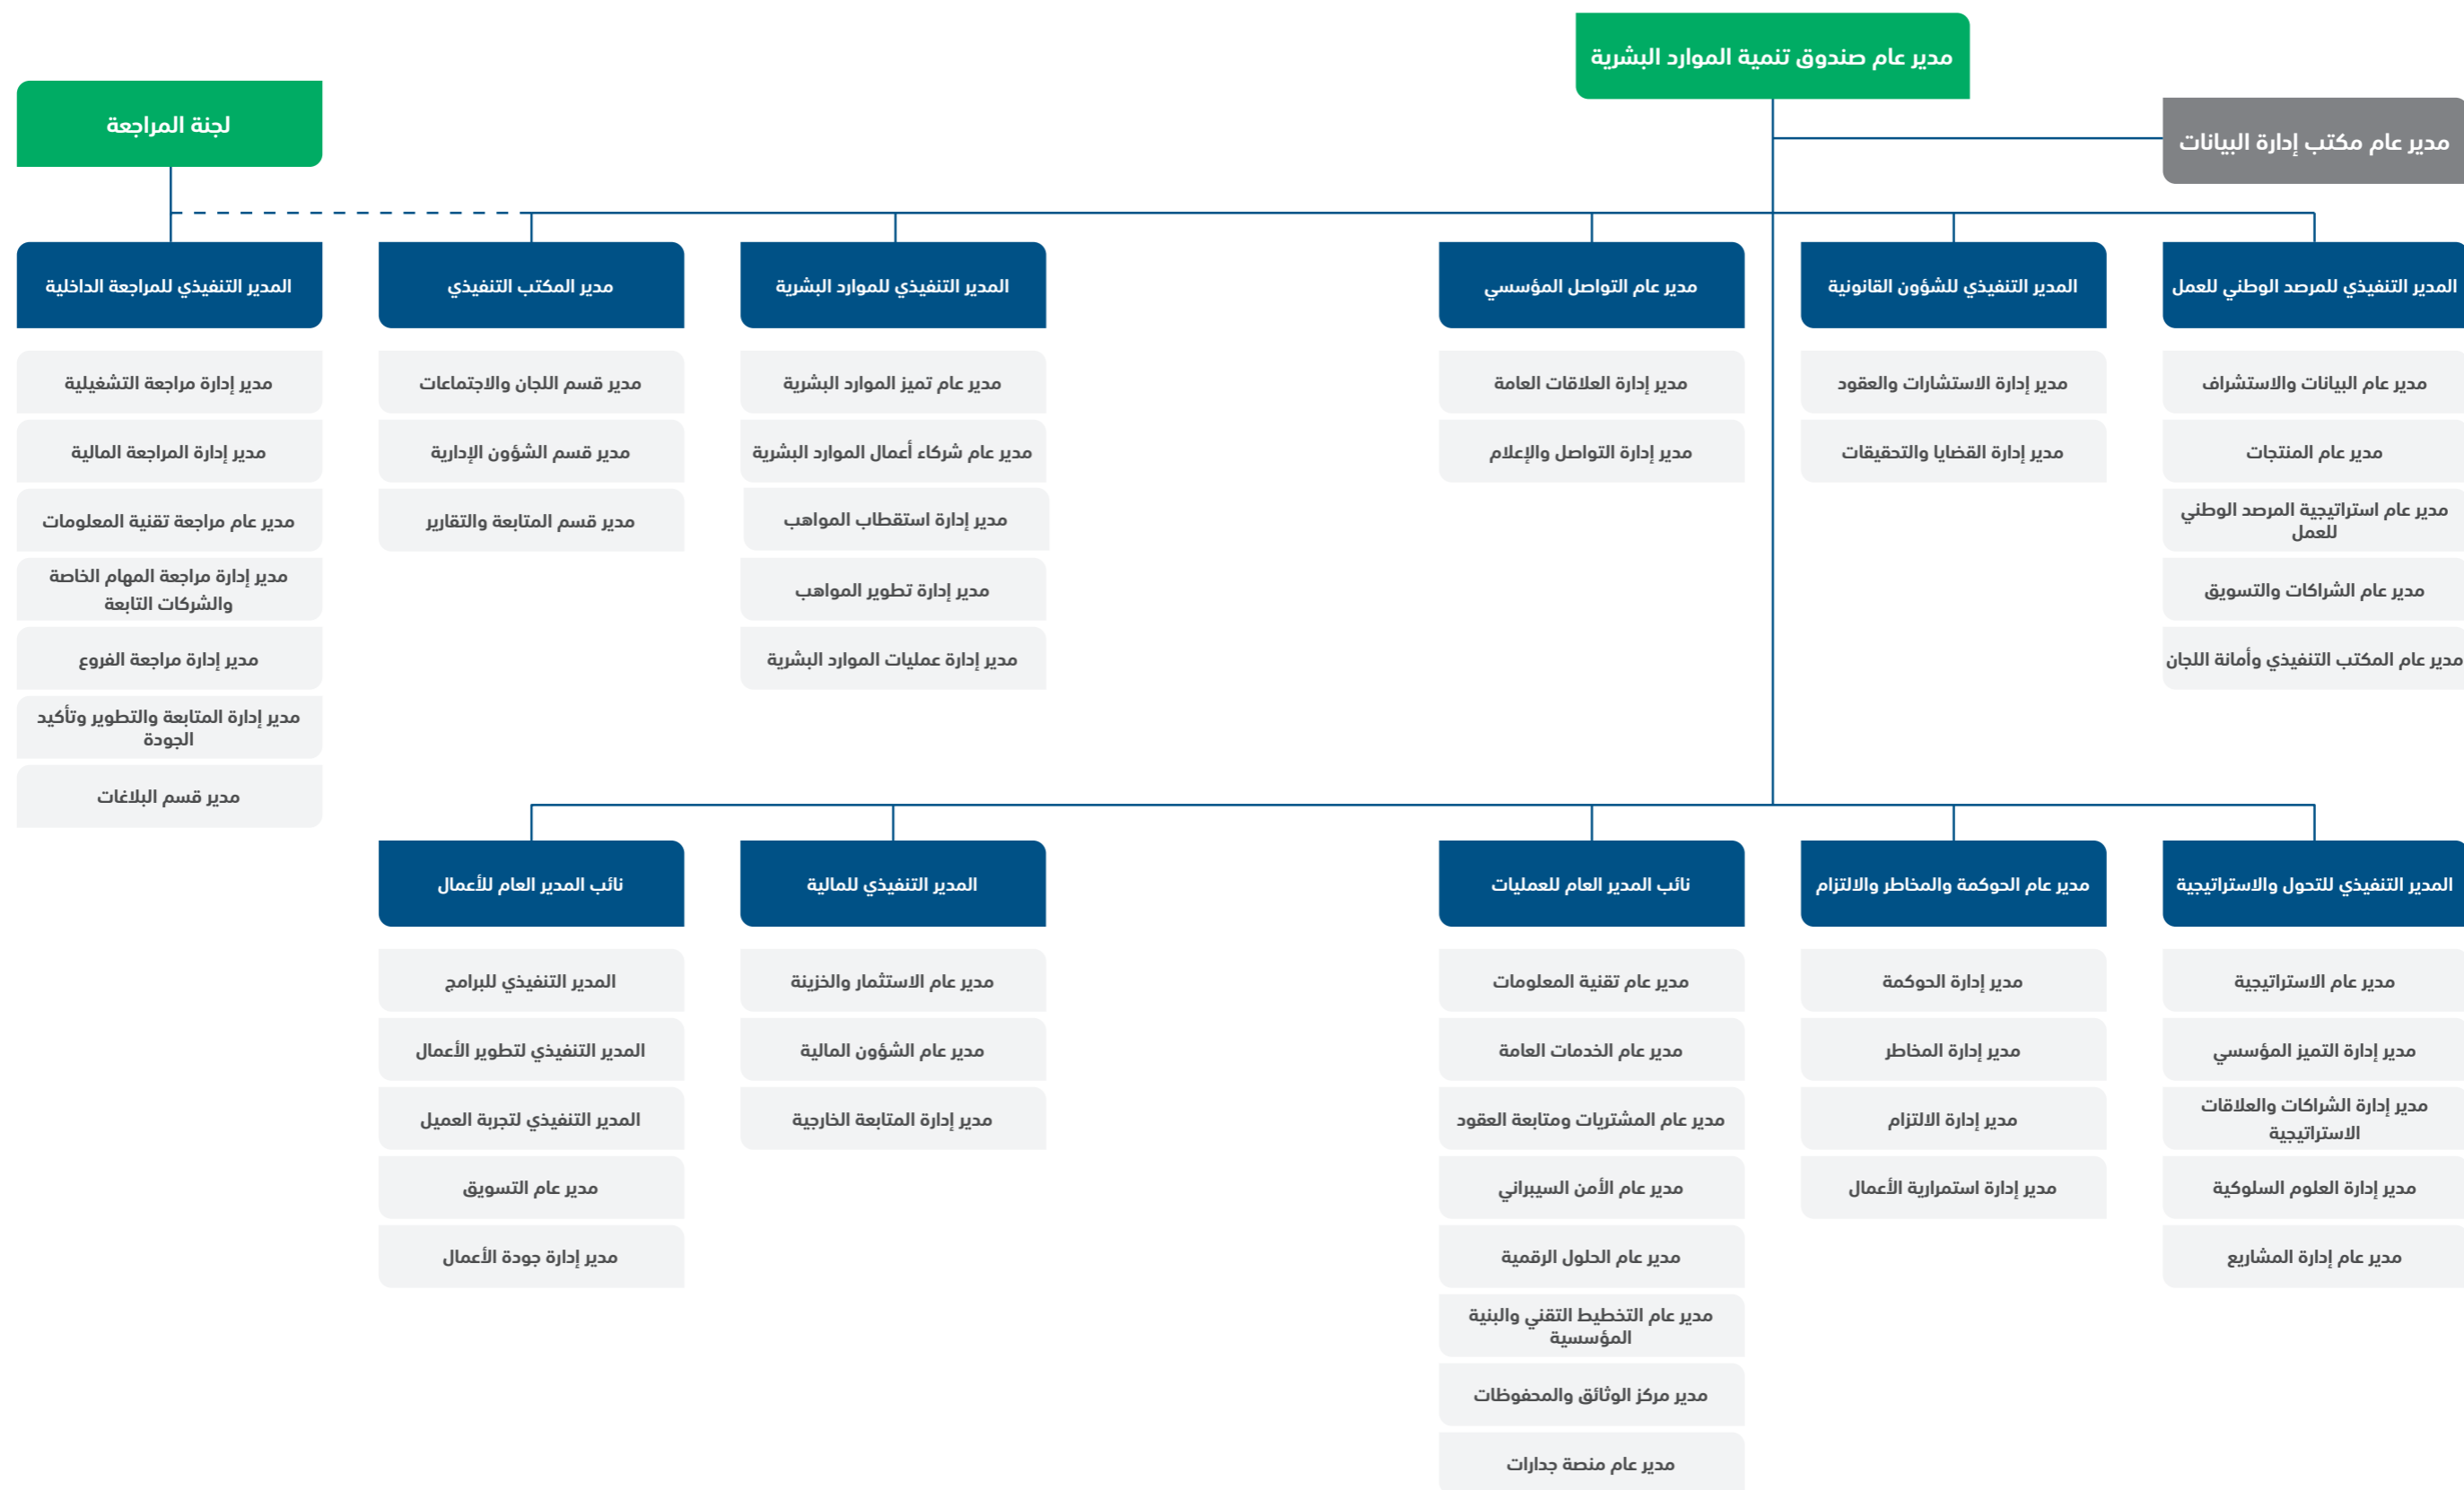 مدير عام صندوق تنمية الموارد البشرية
مدير عام مكتب إدارة البيانات
لجنة المراجعة
المدير التنفيذي للمرصد الوطني للعمل
مدير عام البيانات والاستشراف
مدير عام المنتجات
مدير عام استراتيجية المرصد الوطني
للعمل
مدير عام الشراكات والتسويق
مدير عام المكتب التنفيذي وأمانة اللجان
المدير التنفيذي للشؤون القانونية
مدير إدارة الاستشارات والعقود
مدير إدارة القضايا والتحقيقات
مدير عام التواصل المؤسسي
مدير إدارة العلاقات العامة
مدير إدارة التواصل والإعلام
المدير التنفيذي للموارد البشرية
مدير عام تميز الموارد البشرية
مدير عام شركاء أعمال الموارد البشرية
مدير إدارة استقطاب المواهب
مدير إدارة تطوير المواهب
مدير إدارة عمليات الموارد البشرية
مدير المكتب التنفيذي
مدير قسم اللجان والاجتماعات
مدير قسم الشؤون الإدارية
مدير قسم المتابعة والتقارير
المدير التنفيذي للمراجعة الداخلية
مدير إدارة مراجعة التشغيلية
مدير إدارة المراجعة المالية
مدير عام مراجعة تقنية المعلومات
مدير إدارة مراجعة المهام الخاصة
والشركات التابعة
مدير إدارة مراجعة الفروع
مدير إدارة المتابعة والتطوير وتأكيد
الجودة
مدير قسم البلاغات
المدير التنفيذي للتحول والاستراتيجية
مدير عام الاستراتيجية
مدير إدارة التميز المؤسسي
مدير إدارة الشراكات والعلاقات
الاستراتيجية
مدير إدارة العلوم السلوكية
مدير عام إدارة المشاريع
مدير عام الحوكمة والمخاطر والالتزام
مدير إدارة الحوكمة
مدير إدارة المخاطر
مدير إدارة الالتزام
مدير إدارة استمرارية الأعمال
نائب المدير العام للعمليات
مدير عام تقنية المعلومات
مدير عام الخدمات العامة
مدير عام المشتريات ومتابعة العقود
مدير عام الأمن السيبراني
مدير عام الحلول الرقمية
مدير عام التخطيط التقني والبنية
المؤسسية
مدير مركز الوثائق والمحفوظات
مدير عام منصة جدارات
المدير التنفيذي للمالية
مدير عام الاستثمار والخزينة
مدير عام الشؤون المالية
مدير إدارة المتابعة الخارجية
نائب المدير العام للأعمال
المدير التنفيذي للبرامج
المدير التنفيذي لتطوير الأعمال
المدير التنفيذي لتجربة العميل
مدير عام التسويق
مدير إدارة جودة الأعمال